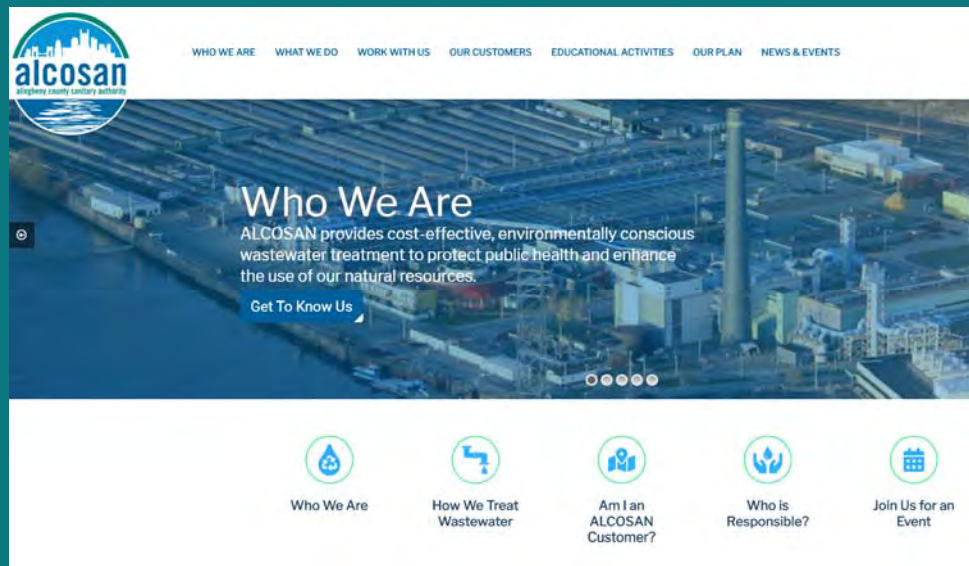 alcosan
allegheny county sanitary authority
WHO WE ARE WHAT WE DO WORK WITH US OUR CUSTOMERS EDUCATIONAL ACTIVITIES OUR PLAN NEWS & EVENTS
Who We Are
ALCOSAN provides cost-effective, environmentally conscious
wastewater treatment to protect public health and enhance
the use of our natural resources.
Get To Know Us
Who We Are
How We Treat
Wastewater
Am I an
ALCOSAN
Customer?
Who is
Responsible?
Join Us for an
Event